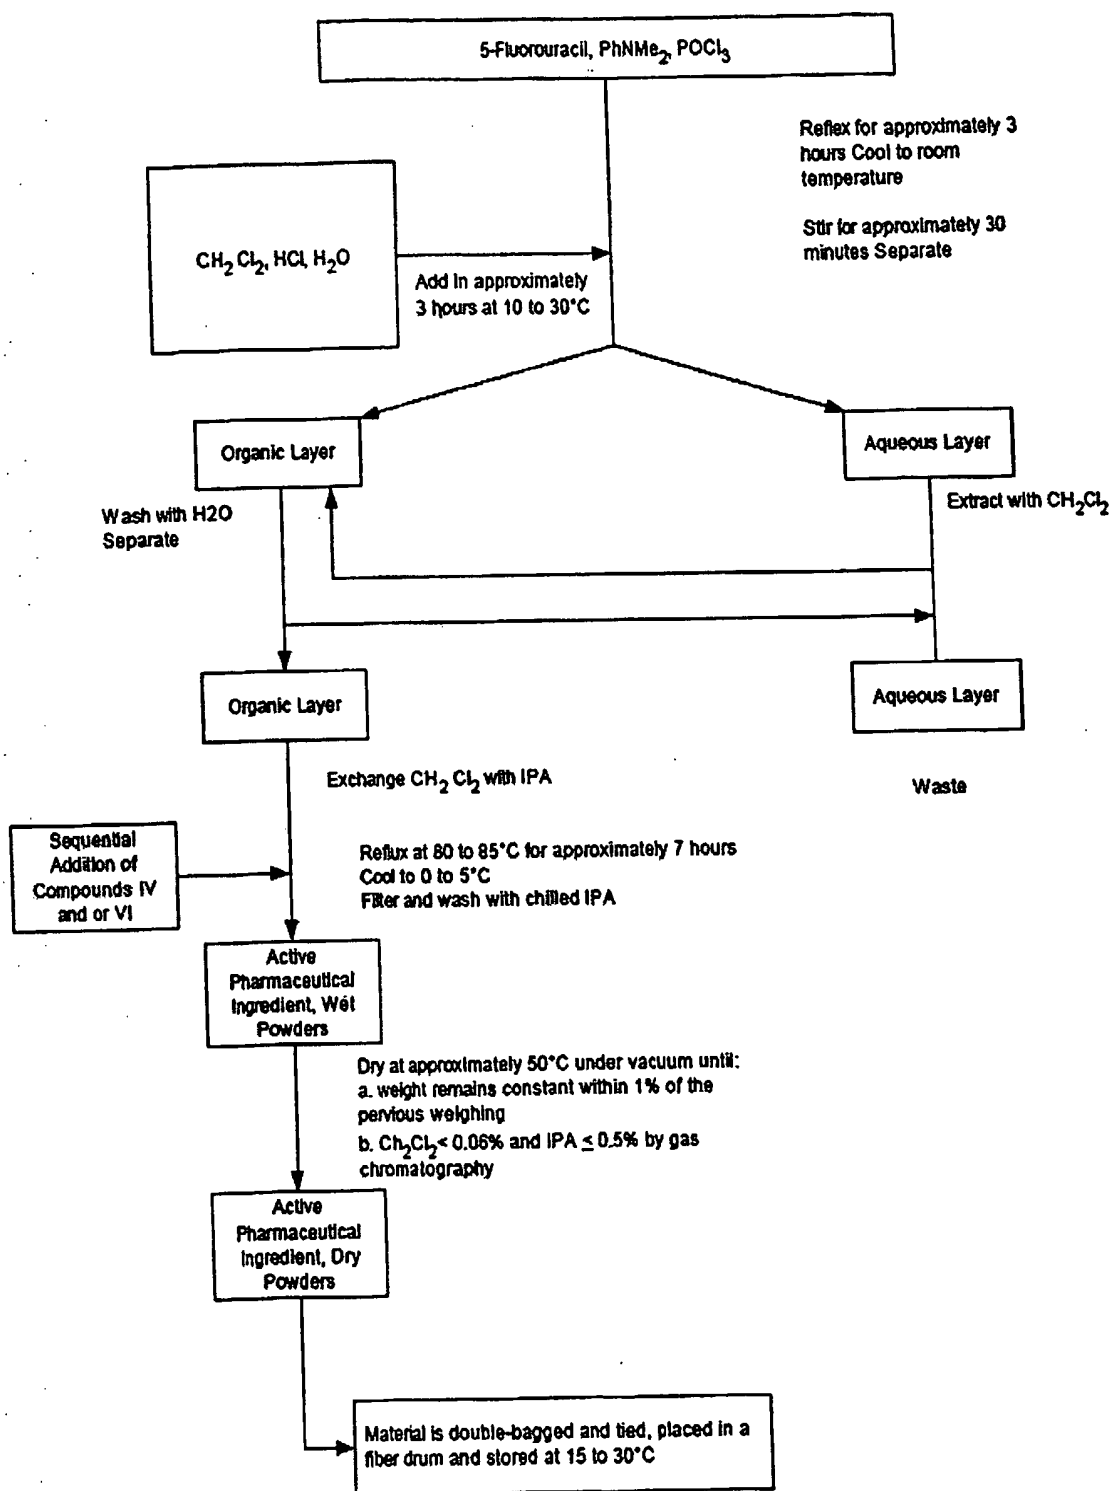 5-Fluorouracil, PhNMe2, POCl3
Reflex for approximately 3
hours Cool to room
temperature
Stir for approximately 30
minutes Separate
CH2 Cl2, HCl, H2O
Add in approximately
3 hours at 10 to 30°C
Organic Layer
Aqueous Layer
Wash with H2O
Separate
Extract with CH2Cl2
Organic Layer
Aqueous Layer
Exchange CH2 Cl2 with IPA
Waste
Sequential
Addition of
Compounds IV
and or VI
Reflux at 80 to 85°C for approximately 7 hours
Cool to 0 to 5°C
Filter and wash with chilled IPA
Active
Pharmaceutical
Ingredient, Wet
Powders
Dry at approximately 50°C under vacuum until:
a. weight remains constant within 1% of the
pervious weighing
b. Ch2Cl2< 0.06% and IPA ≤ 0.5% by gas
chromatography
Active
Pharmaceutical
Ingredient, Dry
Powders
Material is double-bagged and tied, placed in a
fiber drum and stored at 15 to 30°C